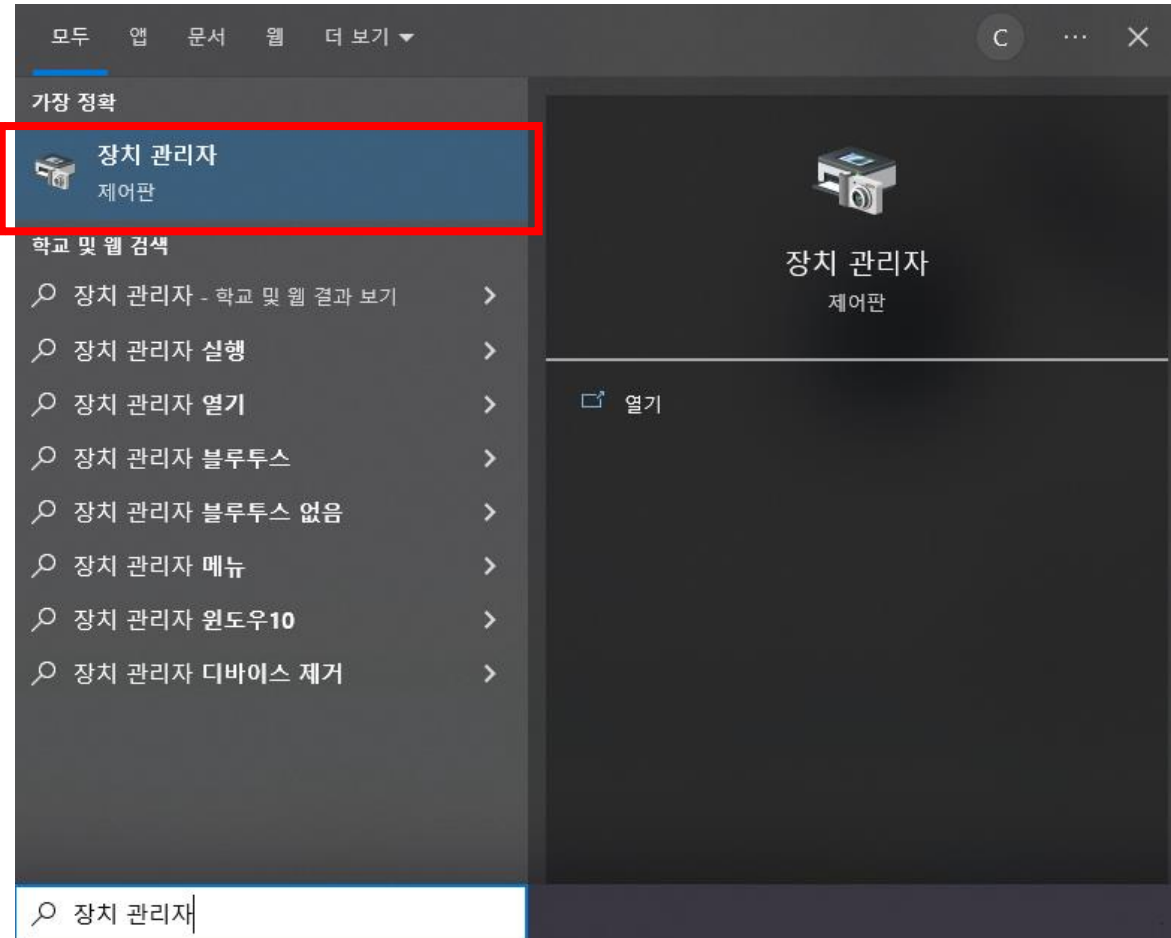 모두 앱 문서 웹 더 보기 C ...
가장 정확
장치 관리자
제어판
학교 및 웹 검색
장치 관리자 - 학교 및 웹 결과 보기
장치 관리자 실행
장치 관리자 열기
장치 관리자 블루투스
장치 관리자 블루투스 없음
장치 관리자 메뉴
장치 관리자 윈도우10
장치 관리자 디바이스 제거
장치 관리자
제어판
열기
장치 관리자